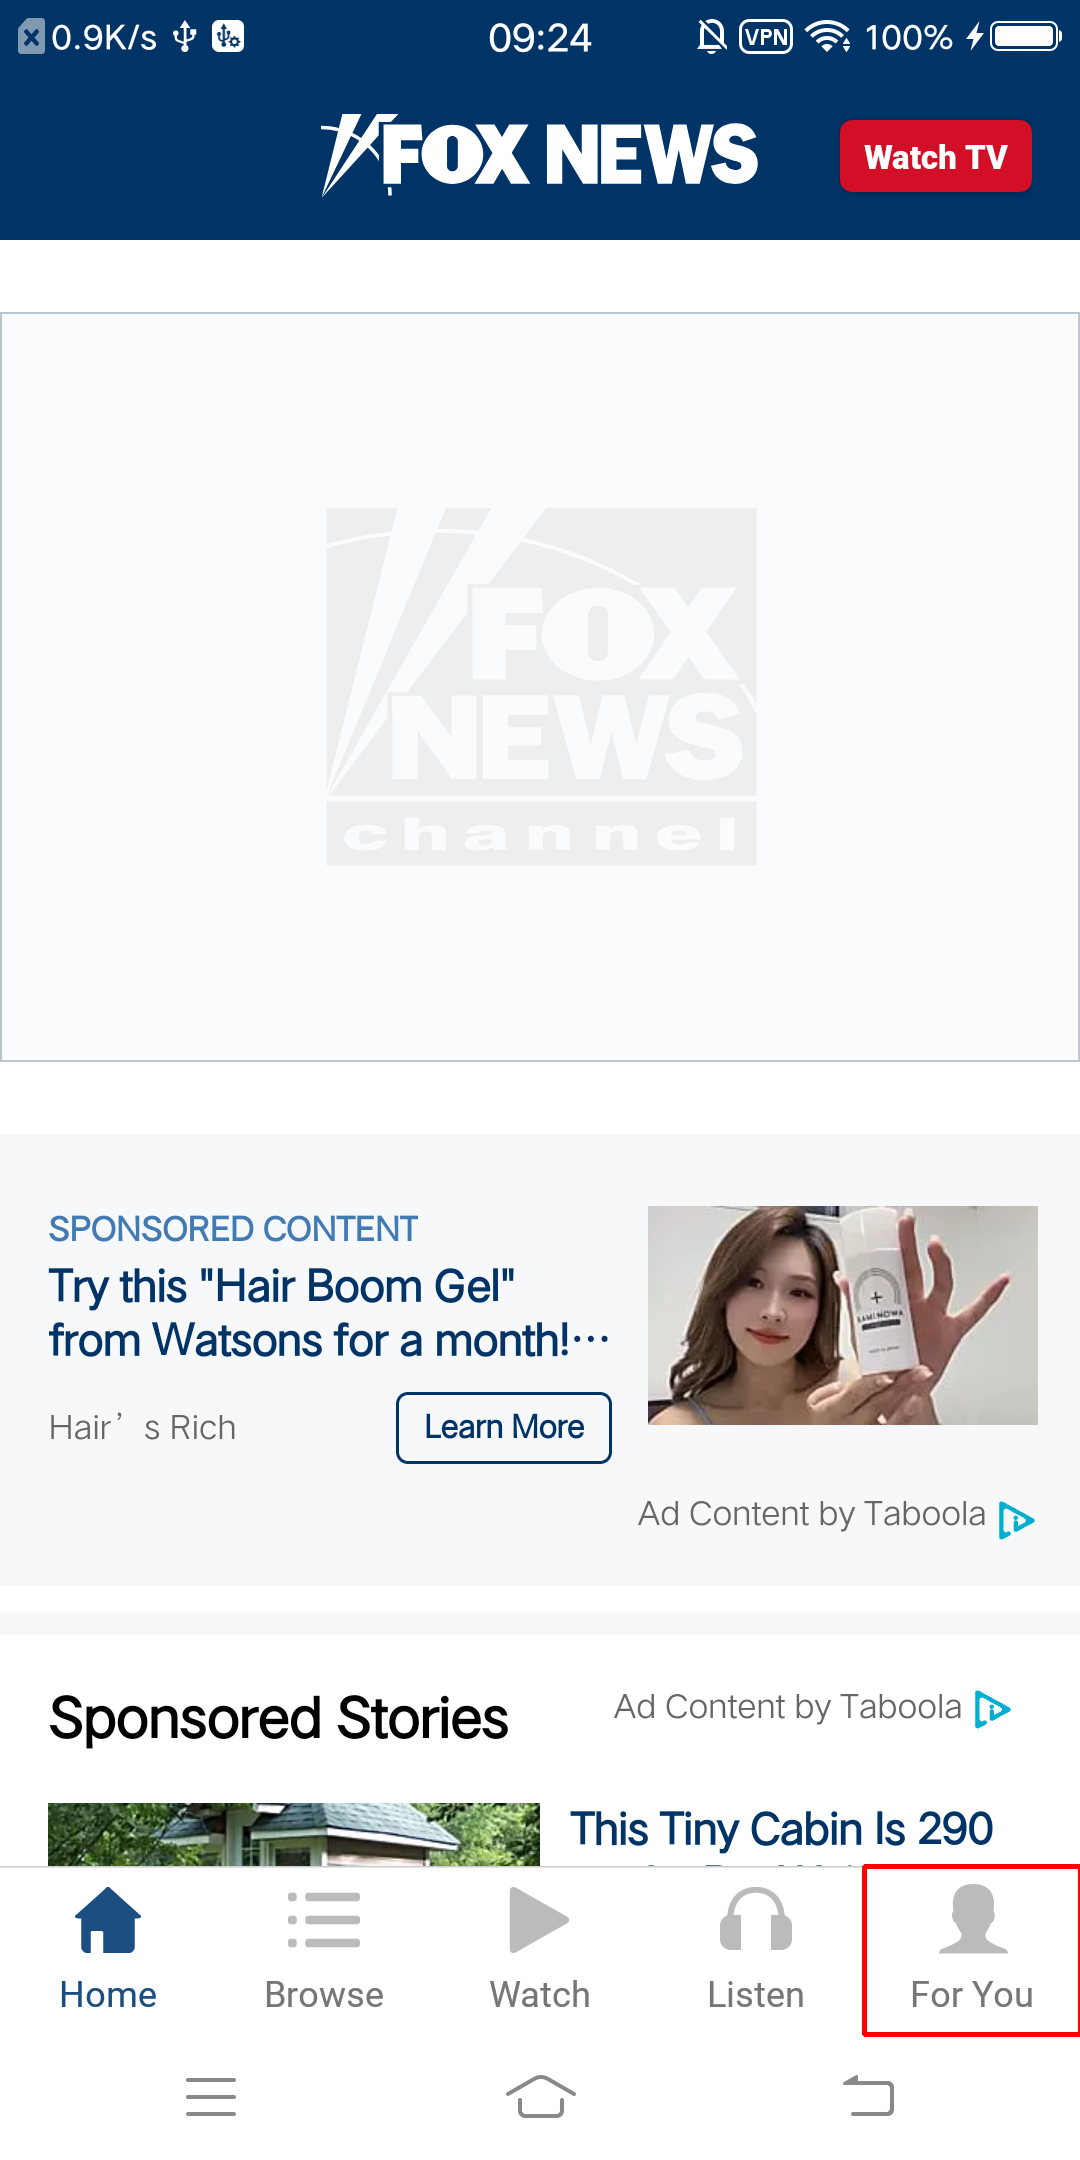 0.9K/s
09:24
VPN
100%
FOX NEWS
Watch TV
FOX
NEWS
channel
SPONSORED CONTENT
Try this "Hair Boom Gel"
from Watsons for a month!···
Hair’s Rich
Learn More
Ad Content by Taboola
Sponsored Stories
Ad Content by Taboola
This Tiny Cabin Is 290
Home
Browse
Watch
Listen
For You